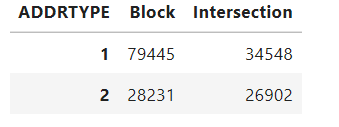 ADDRTYPE Block Intersection
1 79445 34548
2 28231 26902